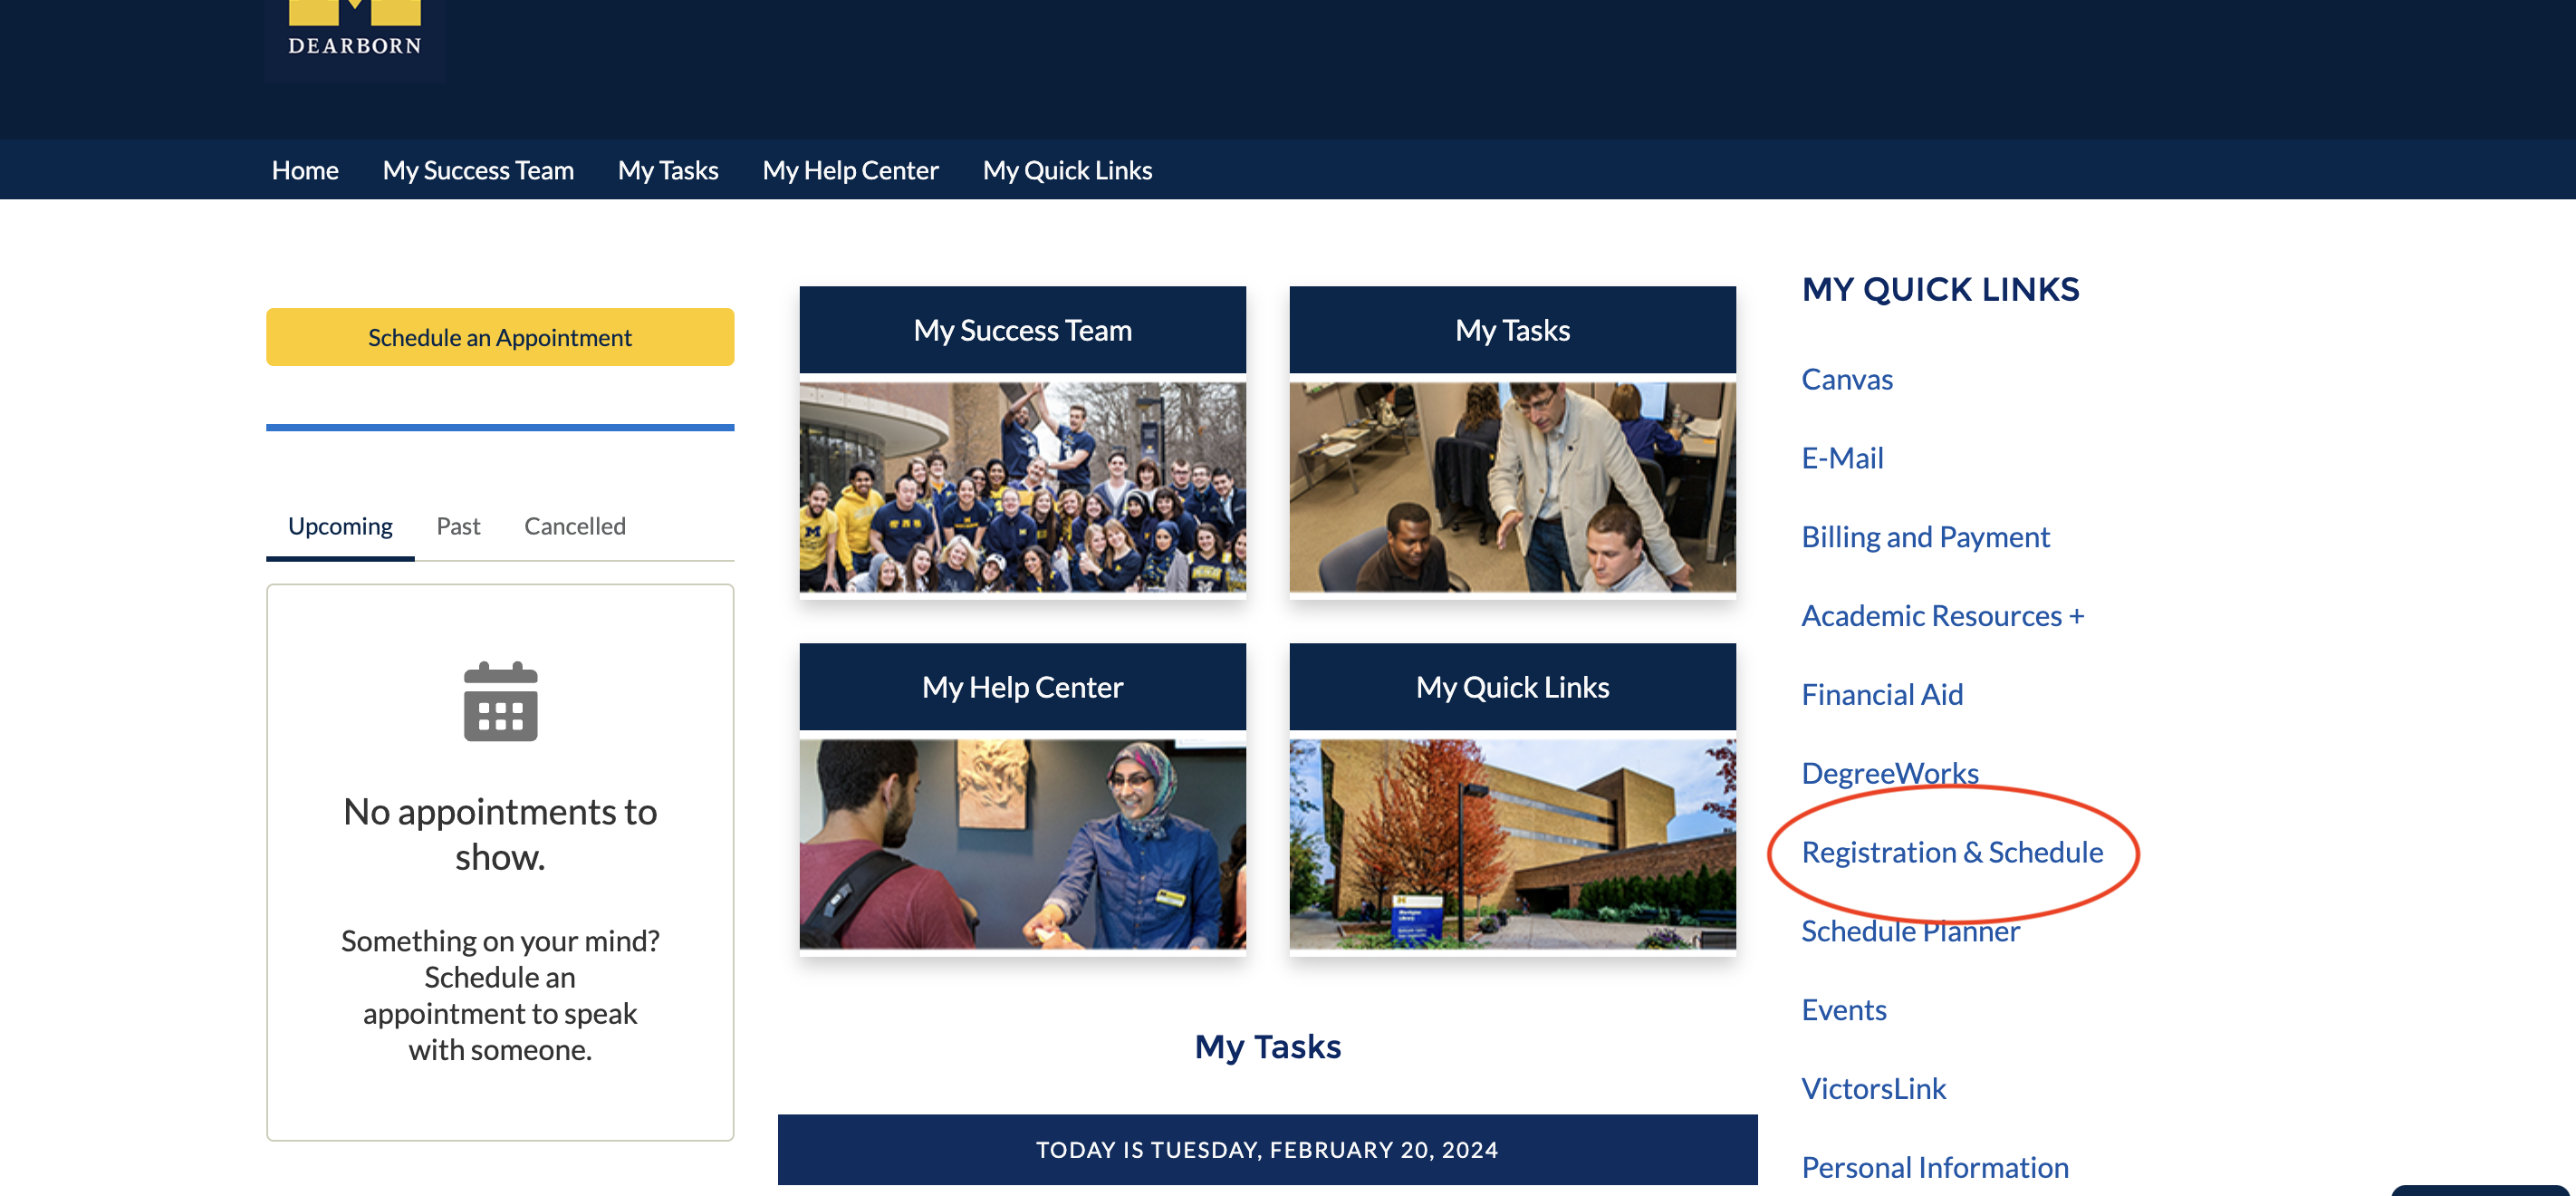 DEARBORN
Home My Success Team My Tasks My Help Center My Quick Links
Schedule an Appointment
Upcoming Past Cancelled
No appointments to
show.
Something on your mind?
Schedule an
appointment to speak
with someone.
My Success Team
My Tasks
My Help Center
My Quick Links
My Tasks
TODAY IS TUESDAY, FEBRUARY 20, 2024
MY QUICK LINKS
Canvas
E-Mail
Billing and Payment
Academic Resources +
Financial Aid
DegreeWorks
Registration & Schedule
Schedule Planner
Events
VictorsLink
Personal Information